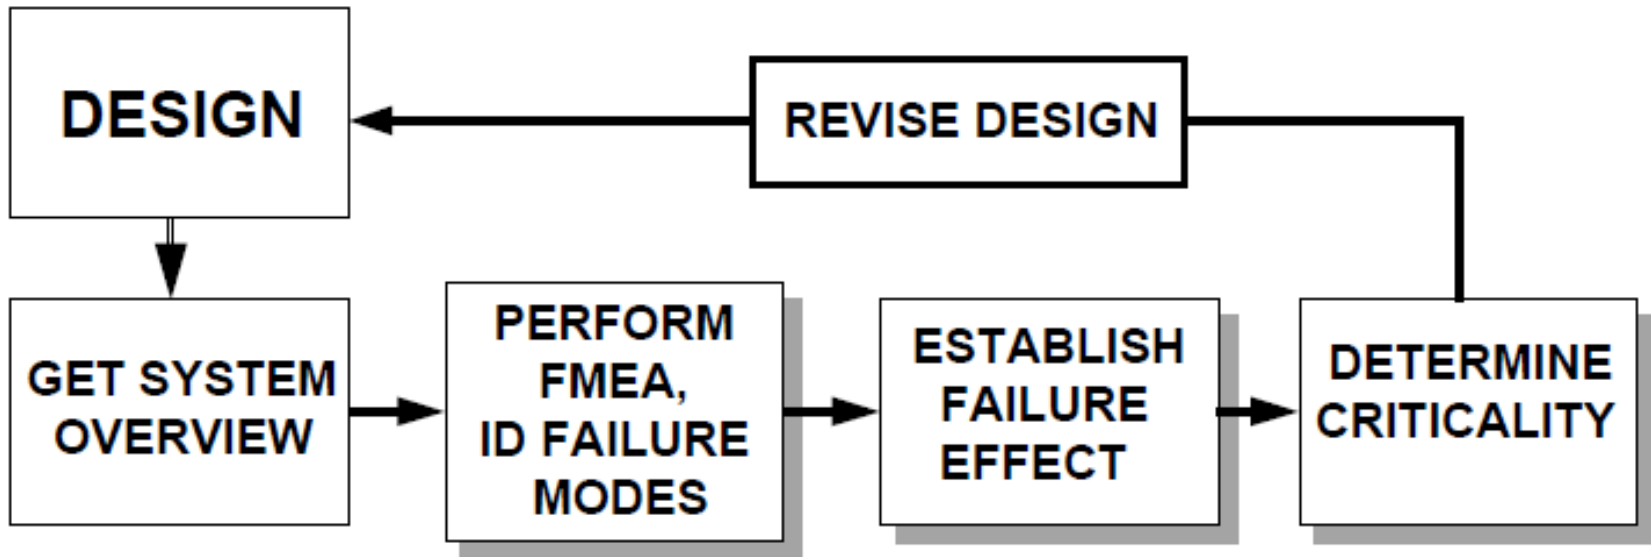 DESIGN
REVISE DESIGN
GET SYSTEM
OVERVIEW
PERFORM
FMEA,
ID FAILURE
MODES
ESTABLISH
FAILURE
EFFECT
DETERMINE
CRITICALITY